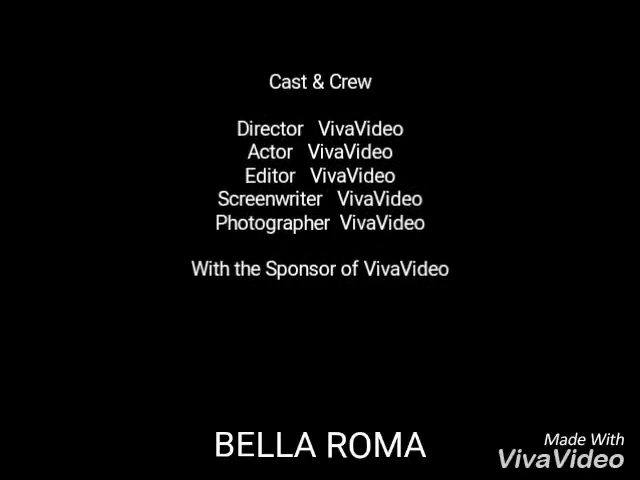 Cast & Crew
Director VivaVideo
Actor VivaVideo
Editor VivaVideo
Screenwriter VivaVideo
Photographer VivaVideo
With the Sponsor of VivaVideo
BELLA ROMA
Made With
VivaVideo